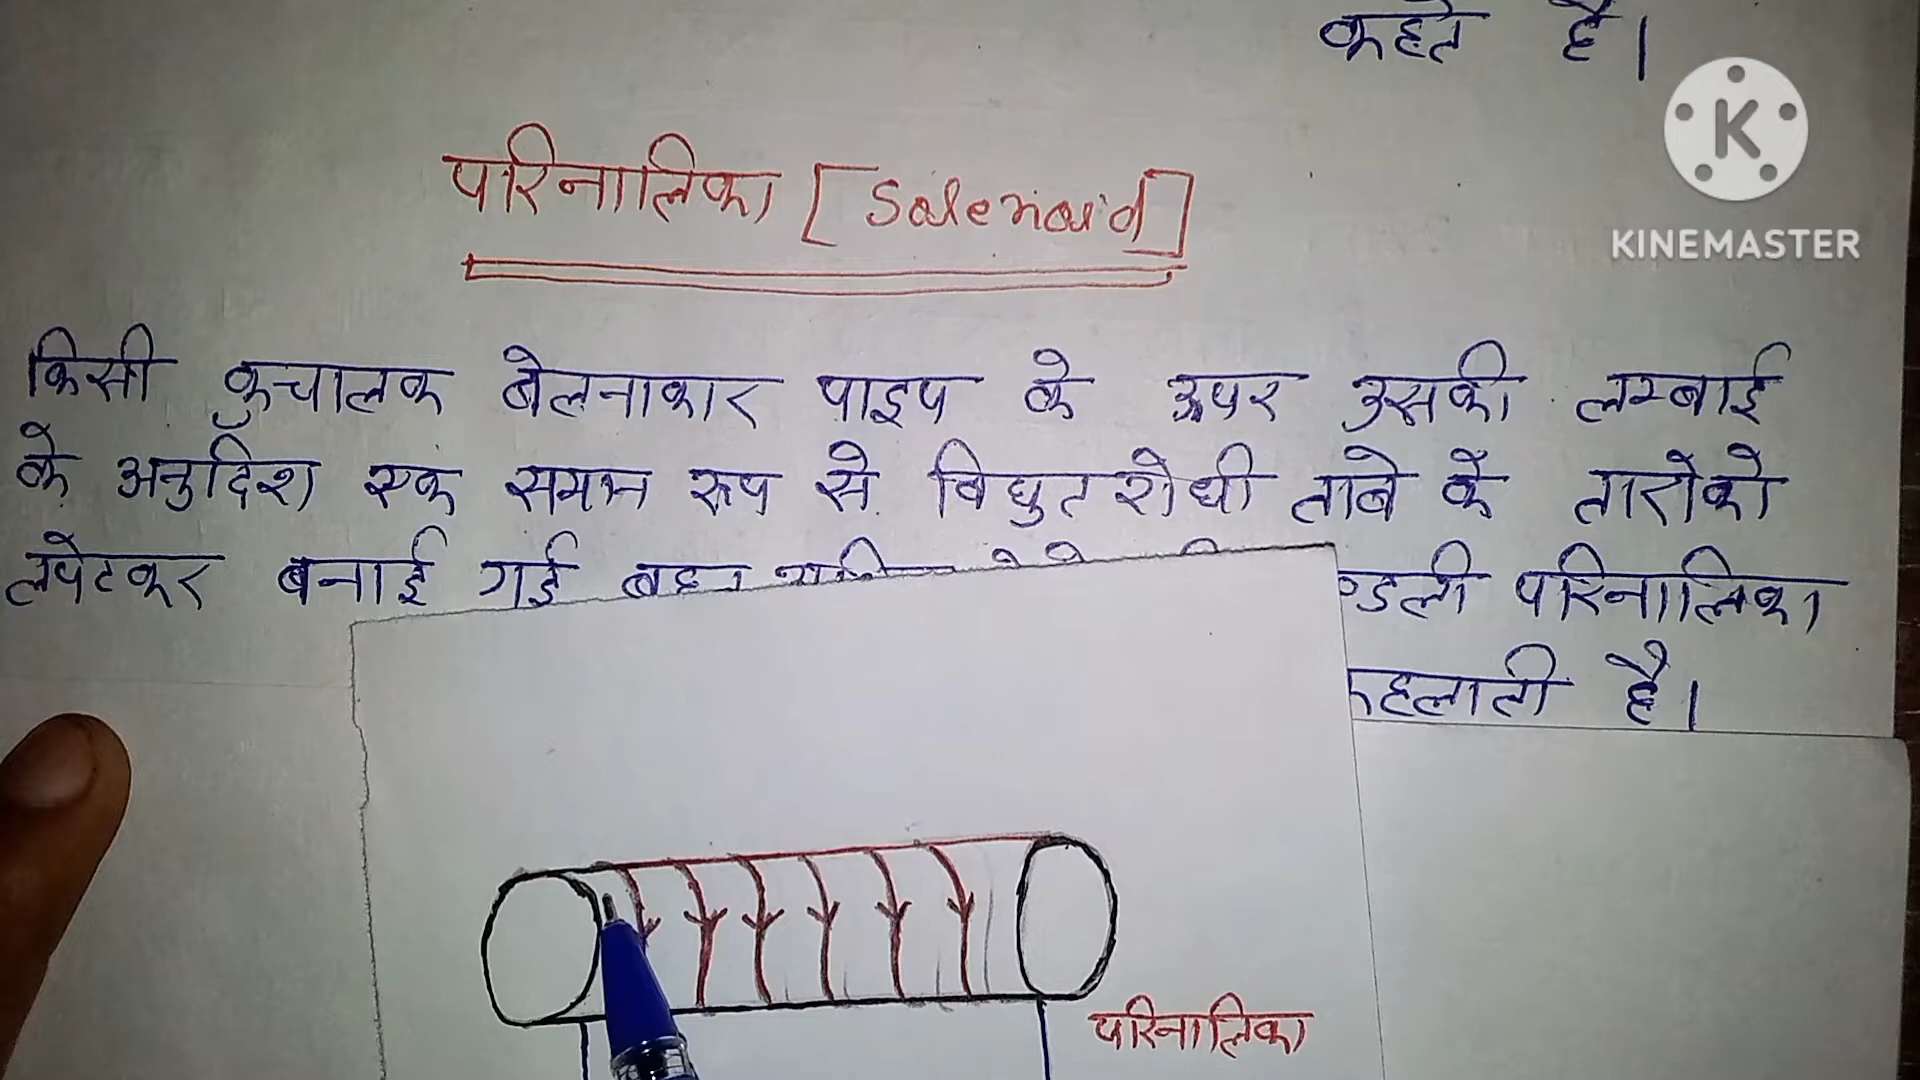 कहते है।
KINEMASTER
परिनालिका [Solenoid]
किसी कुचालक बेलनाकार पाइप के ऊपर उसकी लम्बाई
के अनुदिश एक समान रूप से विघुतरोधी तांबे के तारोंको
लपेटकर बनाई गई परिनालिका
कहलाती है।
परिनालिका